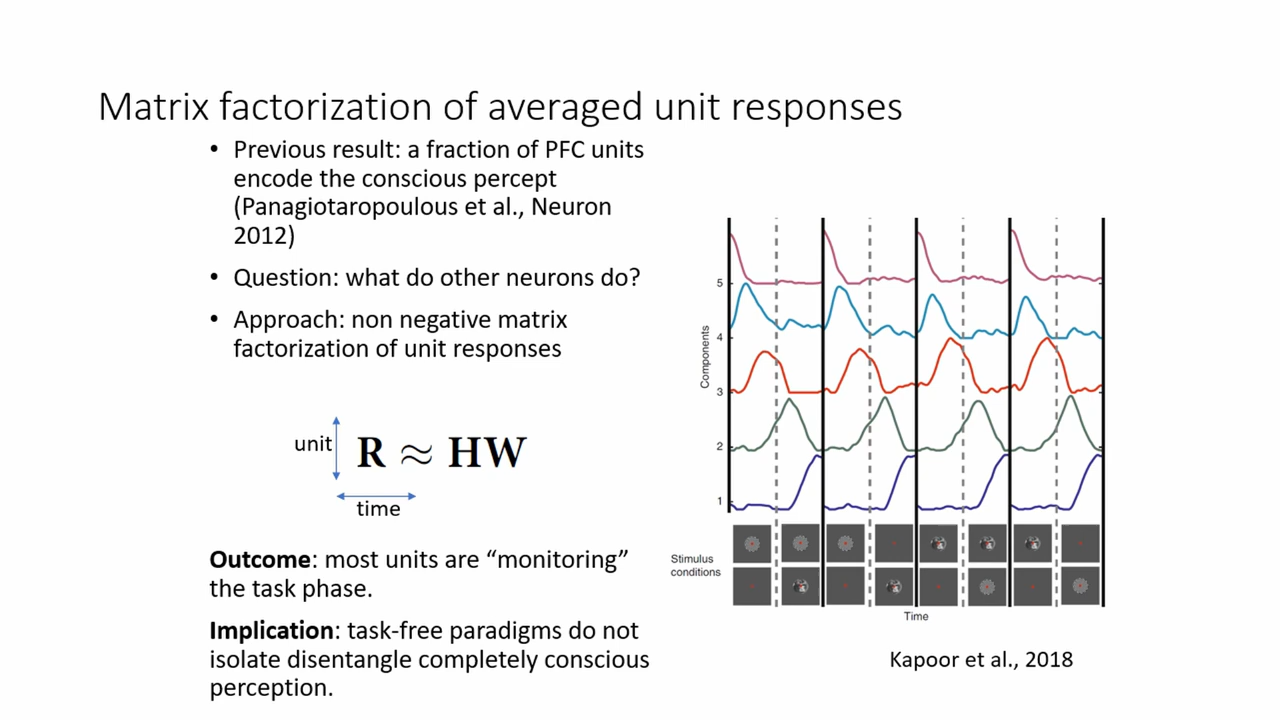 Matrix factorization of averaged unit responses
• Previous result: a fraction of PFC units
encode the conscious percept
(Panagiotaropoulous et al., Neuron
2012)
• Question: what do other neurons do?
• Approach: non negative matrix
factorization of unit responses
unit
R ≈ HW
time
Outcome: most units are “monitoring”
the task phase.
Implication: task-free paradigms do not
isolate disentangle completely conscious
perception.
Components
5
4
3
2
1
Stimulus
conditions
Time
Kapoor et al., 2018